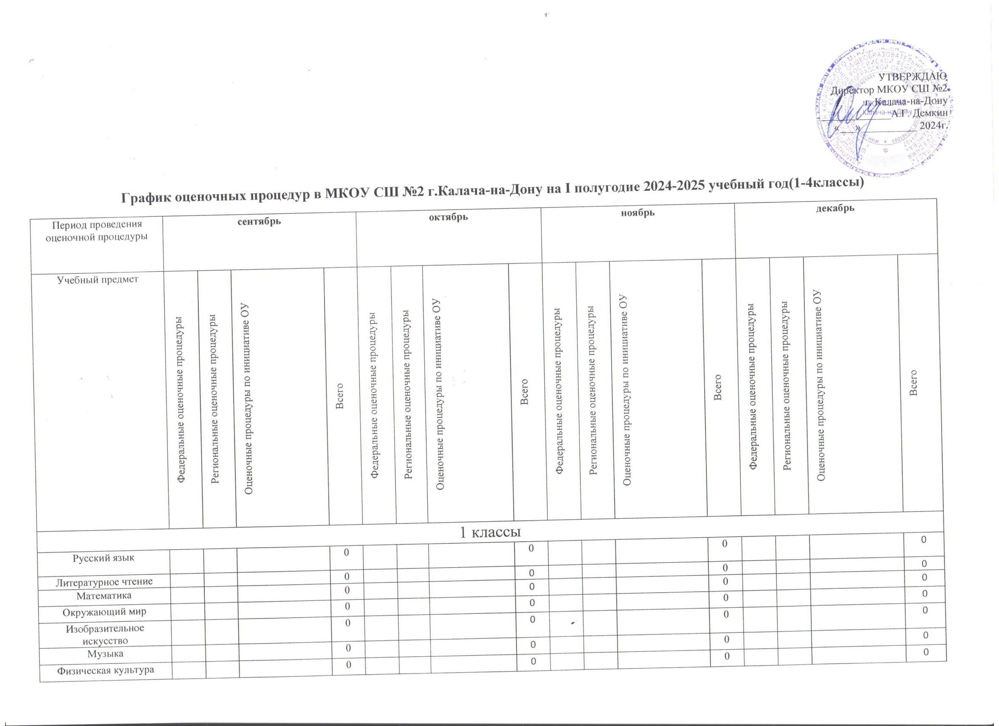 УТВЕРЖДАЮ
Директор МКОУ СШ №2
г. Калача-на-Дону
____________А.Г. Демкин
«___»__________ 2024г.
График оценочных процедур в МКОУ СШ №2 г.Калача-на-Дону на I полугодие 2024-2025 учебный год(1-4классы)
Период проведения
оценочной процедуры
сентябрь
октябрь
ноябрь
декабрь
Учебный предмет
Федеральные оценочные процедуры
Региональные оценочные процедуры
Оценочные процедуры по инициативе ОУ
Всего
Федеральные оценочные процедуры
Региональные оценочные процедуры
Оценочные процедуры по инициативе ОУ
Всего
Федеральные оценочные процедуры
Региональные оценочные процедуры
Оценочные процедуры по инициативе ОУ
Всего
Федеральные оценочные процедуры
Региональные оценочные процедуры
Оценочные процедуры по инициативе ОУ
Всего
1 классы
Русский язык 0 0 0 0
Литературное чтение 0 0 0 0
Математика 0 0 0 0
Окружающий мир 0 0 0 0
Изобразительное 0 0 0 0
искусство
Музыка 0 0 0 0
Физическая культура 0 0 0 0